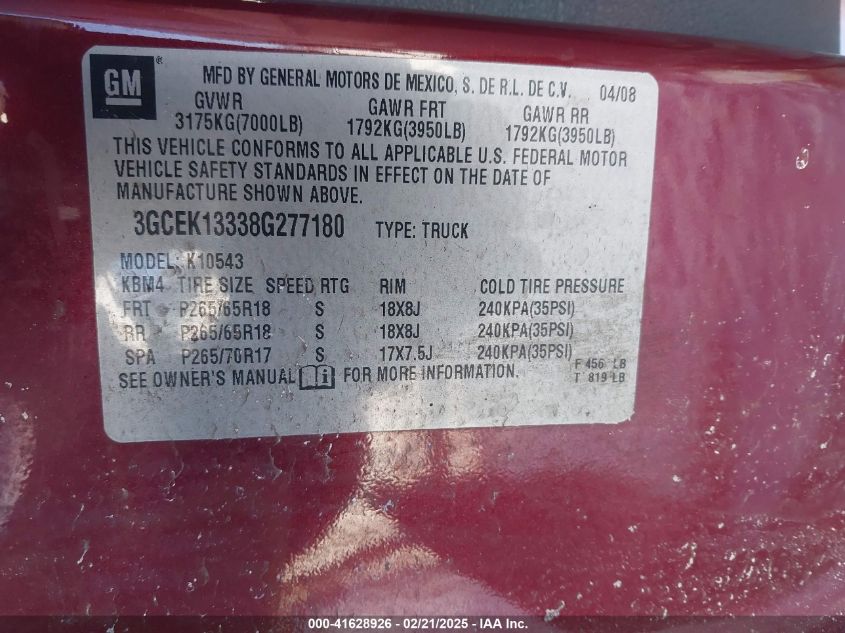 GM
MFD BY GENERAL MOTORS DE MEXICO, S. DE R.L. DE C.V. 04/08
GVWR GAWR FRT GAWR RR
3175KG(7000LB) 1792KG(3950LB) 1792KG(3950LB)
THIS VEHICLE CONFORMS TO ALL APPLICABLE U.S. FEDERAL MOTOR
VEHICLE SAFETY STANDARDS IN EFFECT ON THE DATE OF
MANUFACTURE SHOWN ABOVE.
3GCEK13338G277180 TYPE: TRUCK
MODEL: K10543
KBM4 TIRE SIZE SPEED RTG RIM COLD TIRE PRESSURE
FRT P265/65R18 S 18X8J 240KPA(35PSI)
RR P265/65R18 S 18X8J 240KPA(35PSI)
SPA P265/70R17 S 17X7.5J 240KPA(35PSI)
SEE OWNER'S MANUAL FOR MORE INFORMATION.
F 456 LB
T 819 LB
000-41628926 - 02/21/2025 - IAA, Inc.